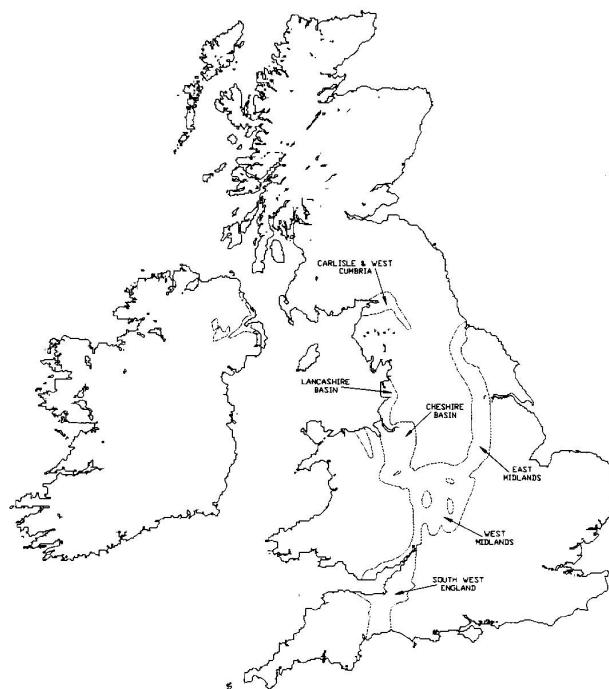 CARLISLE & WEST
CUMBRIA
LANCASHIRE
BASIN
CHESHIRE
BASIN
EAST
MIDLANDS
WEST
MIDLANDS
SOUTH WEST
ENGLAND